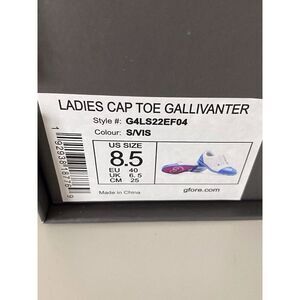 LADIES CAP TOE GALLIVANTER
Style #: G4LS22EF04
Colour: S/VIS
US SIZE
8.5
EU 40
UK 6.5
CM 25
Made in China
gfore.com